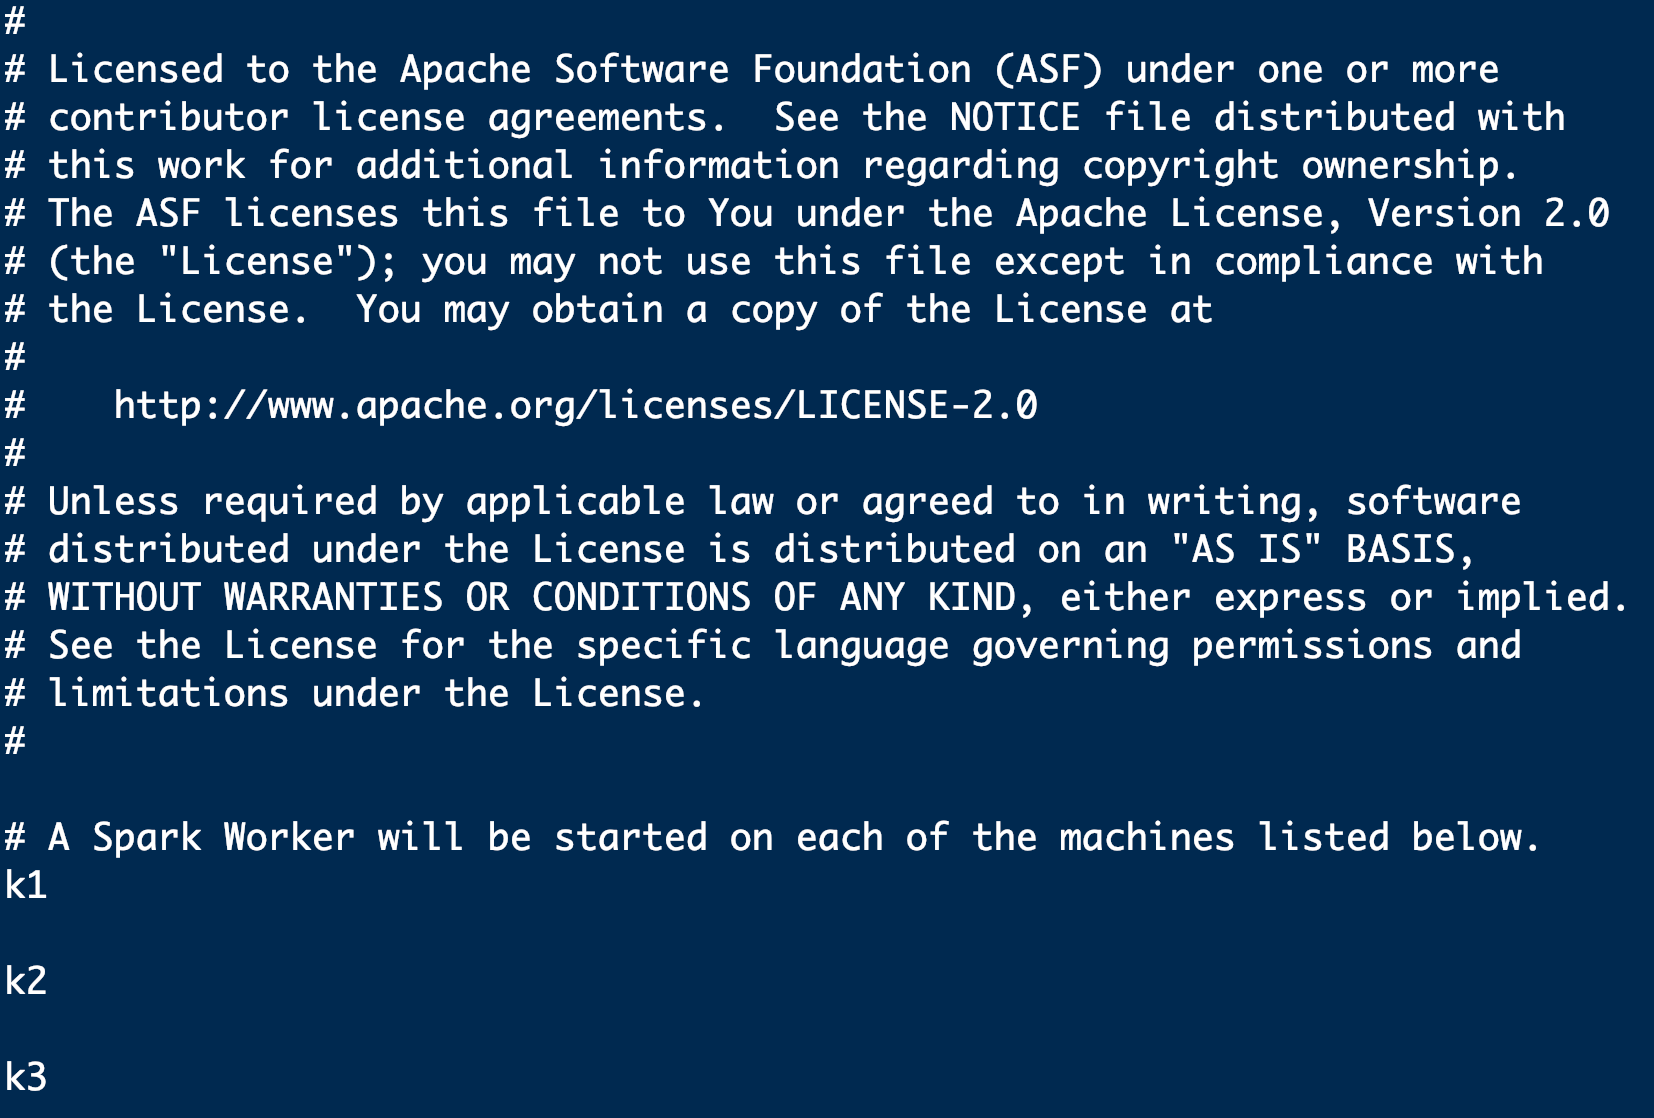 #
# Licensed to the Apache Software Foundation (ASF) under one or more
# contributor license agreements.  See the NOTICE file distributed with
# this work for additional information regarding copyright ownership.
# The ASF licenses this file to You under the Apache License, Version 2.0
# (the "License"); you may not use this file except in compliance with
# the License.  You may obtain a copy of the License at
#
#    http://www.apache.org/licenses/LICENSE-2.0
#
# Unless required by applicable law or agreed to in writing, software
# distributed under the License is distributed on an "AS IS" BASIS,
# WITHOUT WARRANTIES OR CONDITIONS OF ANY KIND, either express or implied.
# See the License for the specific language governing permissions and
# limitations under the License.
#

# A Spark Worker will be started on each of the machines listed below.
k1

k2

k3